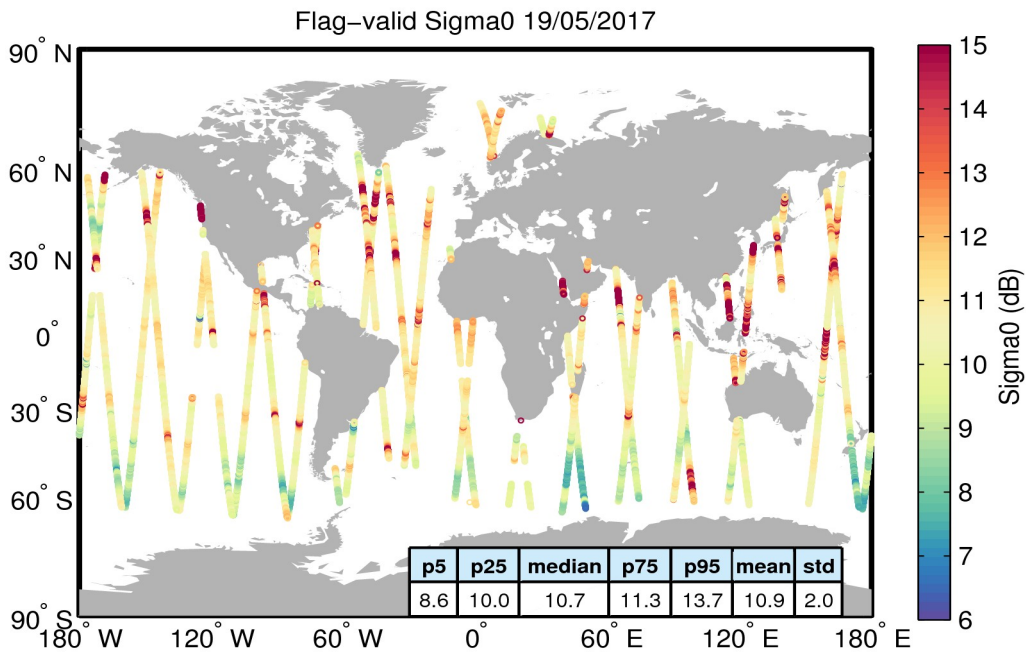 Flag−valid Sigma0 19/05/2017
90° N
60° N
30° N
0°
30° S
60° S
90° S
180° W
120° W
60° W
0°
60° E
120° E
180° E
15
14
13
12
11
10
9
8
7
6
Sigma0 (dB)
p5 p25 median p75 p95 mean std
8.6 10.0 10.7 11.3 13.7 10.9 2.0